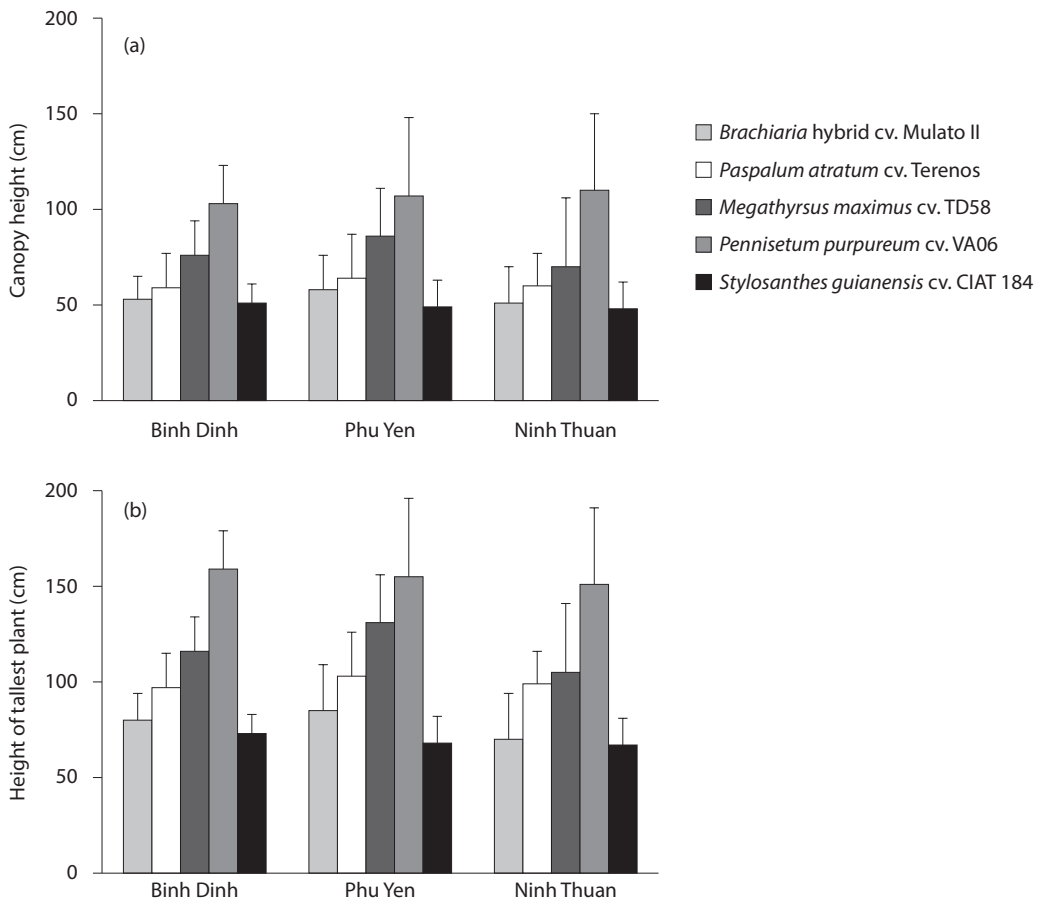 200
(a)
150
100
50
0
Canopy height (cm)
Binh Dinh Phu Yen Ninh Thuan
Brachiaria hybrid cv. Mulato II
Paspalum atratum cv. Terenos
Megathyrsus maximus cv. TD58
Pennisetum purpureum cv. VA06
Stylosanthes guianensis cv. CIAT 184
200
(b)
150
100
50
0
Height of tallest plant (cm)
Binh Dinh Phu Yen Ninh Thuan